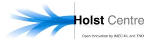 Holst Centre
Open Innovation by IMEC-NL and TNO